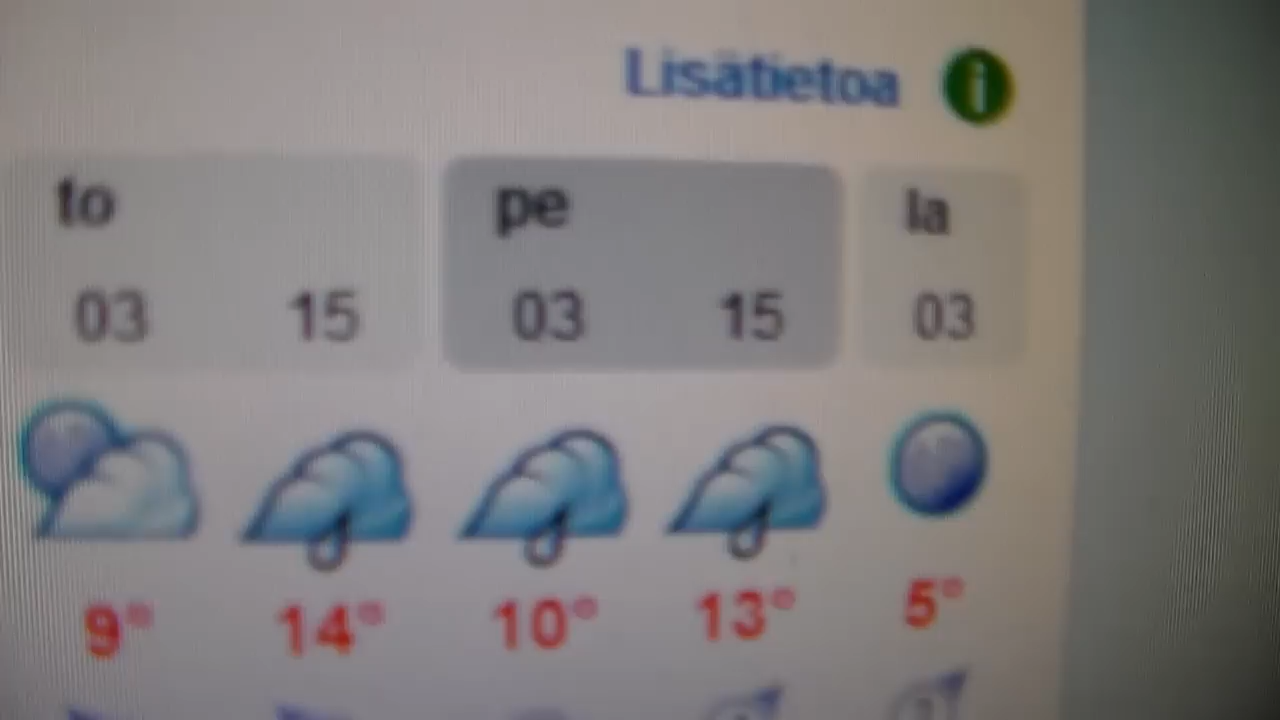 Lisätietoa i
to pe la
03 15 03 15 03
9° 14° 10° 13° 5°